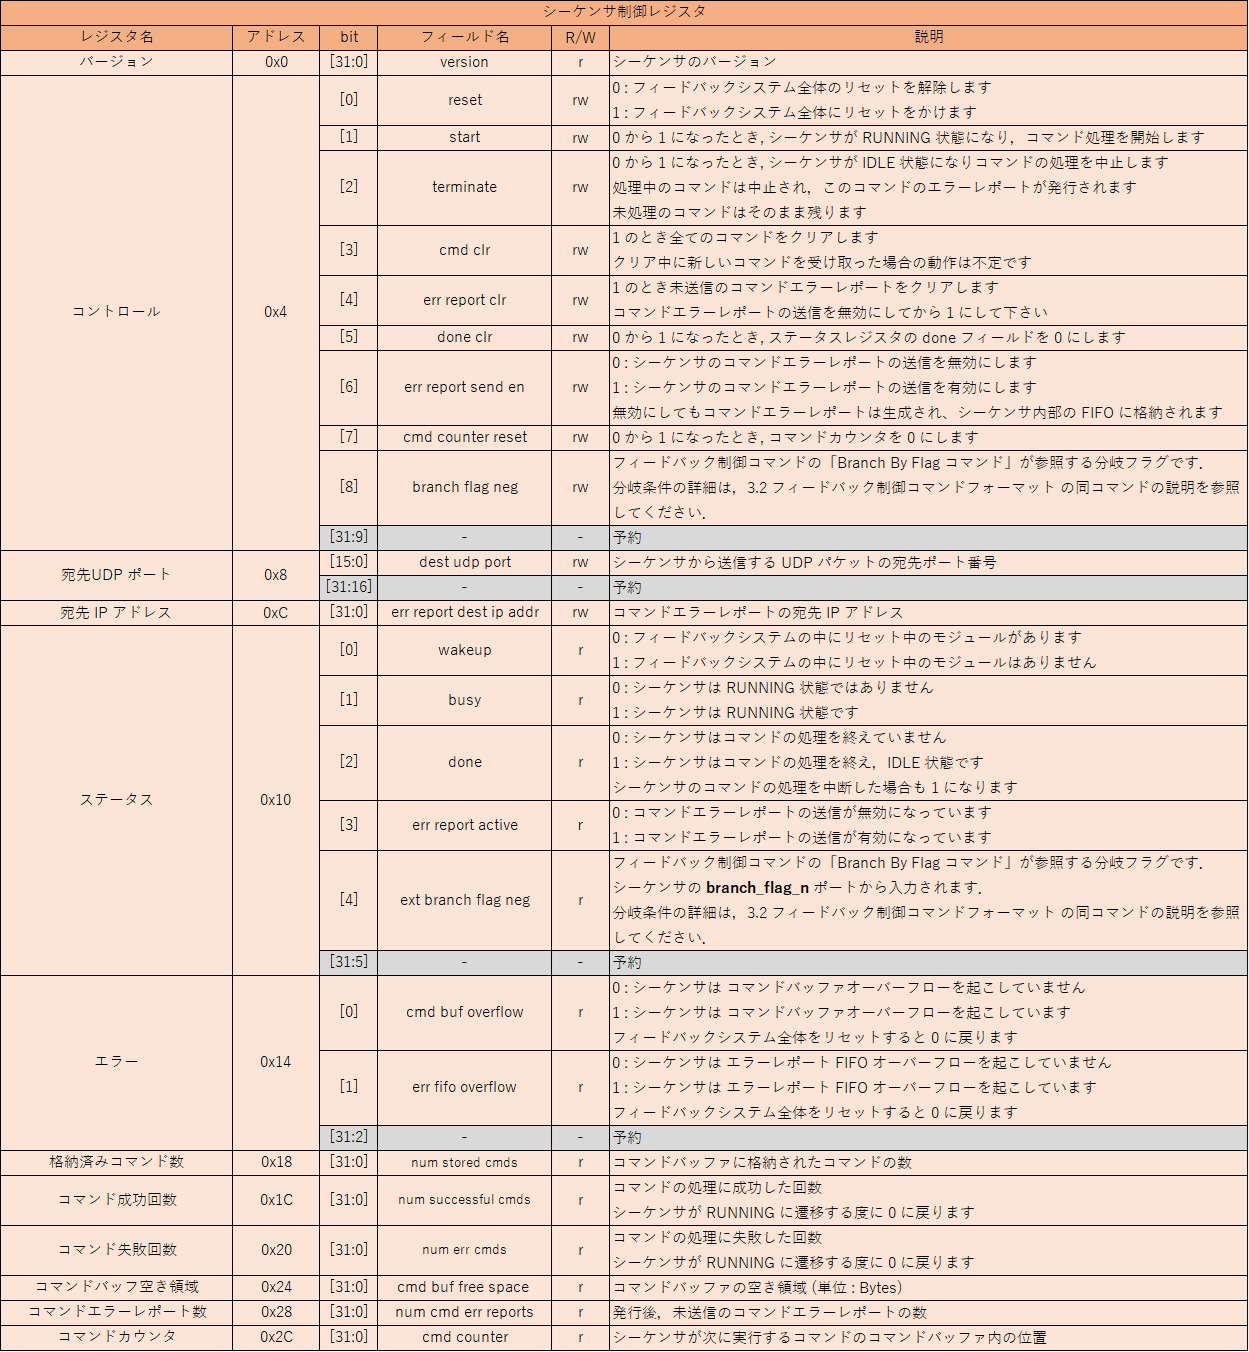 シーケンサ制御レジスタ
レジスタ名 アドレス bit フィールド名 R/W 説明
バージョン 0x0 [31:0] version r シーケンサのバージョン
コントロール 0x4
[0] reset rw 0 : フィードバックシステム全体のリセットを解除します
1 : フィードバックシステム全体にリセットをかけます
[1] start rw 0 から 1 になったとき, シーケンサが RUNNING 状態になり，コマンド処理を開始します
[2] terminate rw 0 から 1 になったとき, シーケンサが IDLE 状態になりコマンドの処理を中止します
処理中のコマンドは中止され，このコマンドのエラーレポートが発行されます
未処理のコマンドはそのまま残ります
[3] cmd clr rw 1 のとき全てのコマンドをクリアします
クリア中に新しいコマンドを受け取った場合の動作は不定です
[4] err report clr rw 1 のとき未送信のコマンドエラーレポートをクリアします
コマンドエラーレポートの送信を無効にしてから 1 にして下さい
[5] done clr rw 0 から 1 になったとき, ステータスレジスタの done フィールドを 0 にします
[6] err report send en rw 0 : シーケンサのコマンドエラーレポートの送信を無効にします
1 : シーケンサのコマンドエラーレポートの送信を有効にします
無効にしてもコマンドエラーレポートは生成され、シーケンサ内部の FIFO に格納されます
[7] cmd counter reset rw 0 から 1 になったとき, コマンドカウンタを 0 にします
[8] branch flag neg rw フィードバック制御コマンドの「Branch By Flag コマンド」が参照する分岐フラグです．
分岐条件の詳細は，3.2 フィードバック制御コマンドフォーマット の同コマンドの説明を参照
してください．
[31:9] - - 予約
宛先UDP ポート 0x8
[15:0] dest udp port rw シーケンサから送信する UDP パケットの宛先ポート番号
[31:16] - - 予約
宛先 IP アドレス 0xC [31:0] err report dest ip addr rw コマンドエラーレポートの宛先 IP アドレス
ステータス 0x10
[0] wakeup r 0 : フィードバックシステムの中にリセット中のモジュールがあります
1 : フィードバックシステムの中にリセット中のモジュールはありません
[1] busy r 0 : シーケンサは RUNNING 状態ではありません
1 : シーケンサは RUNNING 状態です
[2] done r 0 : シーケンサはコマンドの処理を終えていません
1 : シーケンサはコマンドの処理を終え，IDLE 状態です
シーケンサのコマンドの処理を中断した場合も 1 になります
[3] err report active r 0 : コマンドエラーレポートの送信が無効になっています
1 : コマンドエラーレポートの送信が有効になっています
[4] ext branch flag neg r フィードバック制御コマンドの「Branch By Flag コマンド」が参照する分岐フラグです．
シーケンサの branch_flag_n ポートから入力されます．
分岐条件の詳細は，3.2 フィードバック制御コマンドフォーマット の同コマンドの説明を参照
してください．
[31:5] - - 予約
エラー 0x14
[0] cmd buf overflow r 0 : シーケンサは コマンドバッファオーバーフローを起こしていません
1 : シーケンサは コマンドバッファオーバーフローを起こしています
フィードバックシステム全体をリセットすると 0 に戻ります
[1] err fifo overflow r 0 : シーケンサは エラーレポート FIFO オーバーフローを起こしていません
1 : シーケンサは エラーレポート FIFO オーバーフローを起こしています
フィードバックシステム全体をリセットすると 0 に戻ります
[31:2] - - 予約
格納済みコマンド数 0x18 [31:0] num stored cmds r コマンドバッファに格納されたコマンドの数
コマンド成功回数 0x1C [31:0] num successful cmds r コマンドの処理に成功した回数
シーケンサが RUNNING に遷移する度に 0 に戻ります
コマンド失敗回数 0x20 [31:0] num err cmds r コマンドの処理に失敗した回数
シーケンサが RUNNING に遷移する度に 0 に戻ります
コマンドバッフ空き領域 0x24 [31:0] cmd buf free space r コマンドバッファの空き領域 (単位 : Bytes)
コマンドエラーレポート数 0x28 [31:0] num cmd err reports r 発行後，未送信のコマンドエラーレポートの数
コマンドカウンタ 0x2C [31:0] cmd counter r シーケンサが次に実行するコマンドのコマンドバッファ内の位置